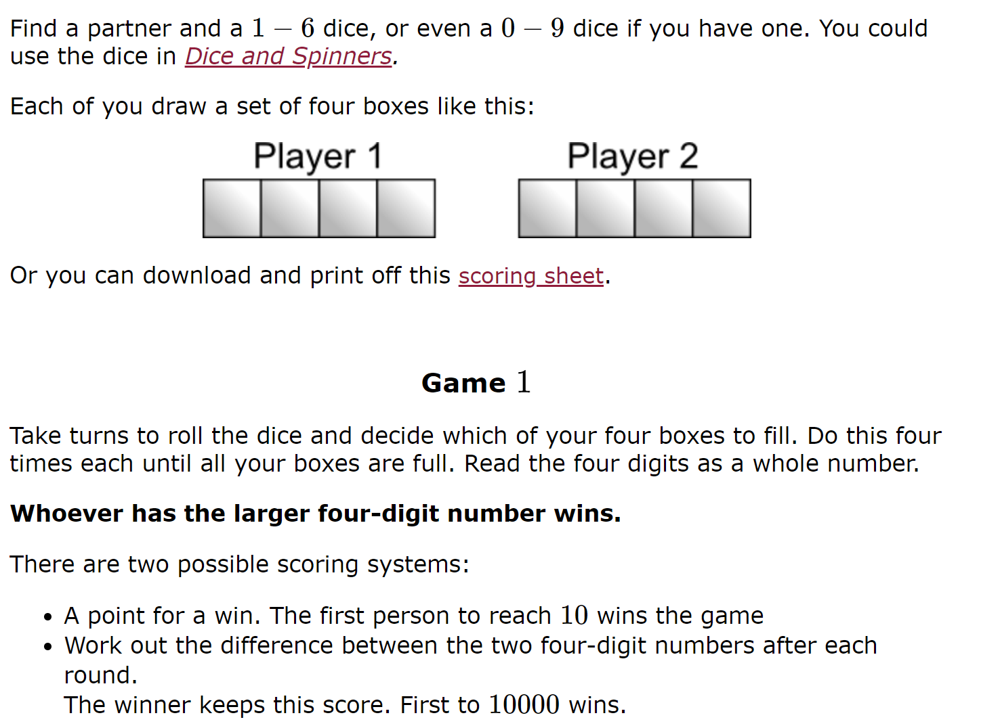 Find a partner and a 1 – 6 dice, or even a 0 – 9 dice if you have one. You could
use the dice in Dice and Spinners.
Each of you draw a set of four boxes like this:
Player 1 Player 2
Or you can download and print off this scoring sheet.
Game 1
Take turns to roll the dice and decide which of your four boxes to fill. Do this four
times each until all your boxes are full. Read the four digits as a whole number.
Whoever has the larger four-digit number wins.
There are two possible scoring systems:
• A point for a win. The first person to reach 10 wins the game
• Work out the difference between the two four-digit numbers after each
round.
The winner keeps this score. First to 10000 wins.